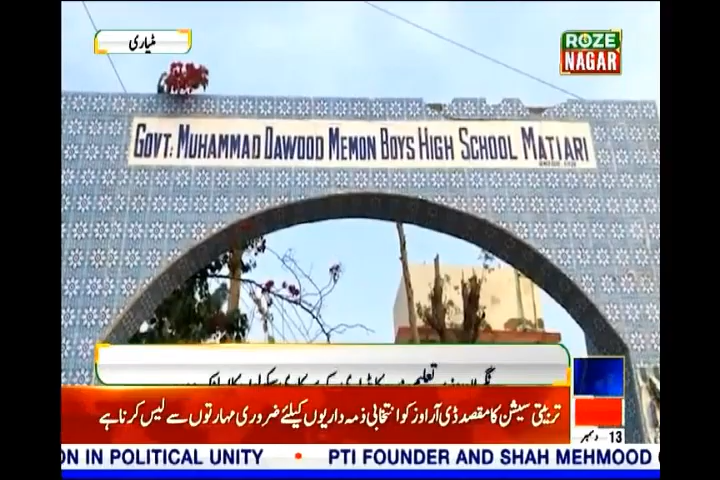 مٹیاری
ROZE
NAGAR
GOVT: MUHAMMAD DAWOOD MEMON BOYS HIGH SCHOOL MATIARI
تربیتی سیشن کا مقصد ڈی آر اوز کو انتخابی ذمہ داریوں کیلئے ضروری مہارتوں سے لیس کرنا ہے
13 دسمبر
ON IN POLITICAL UNITY • PTI FOUNDER AND SHAH MEHMOOD